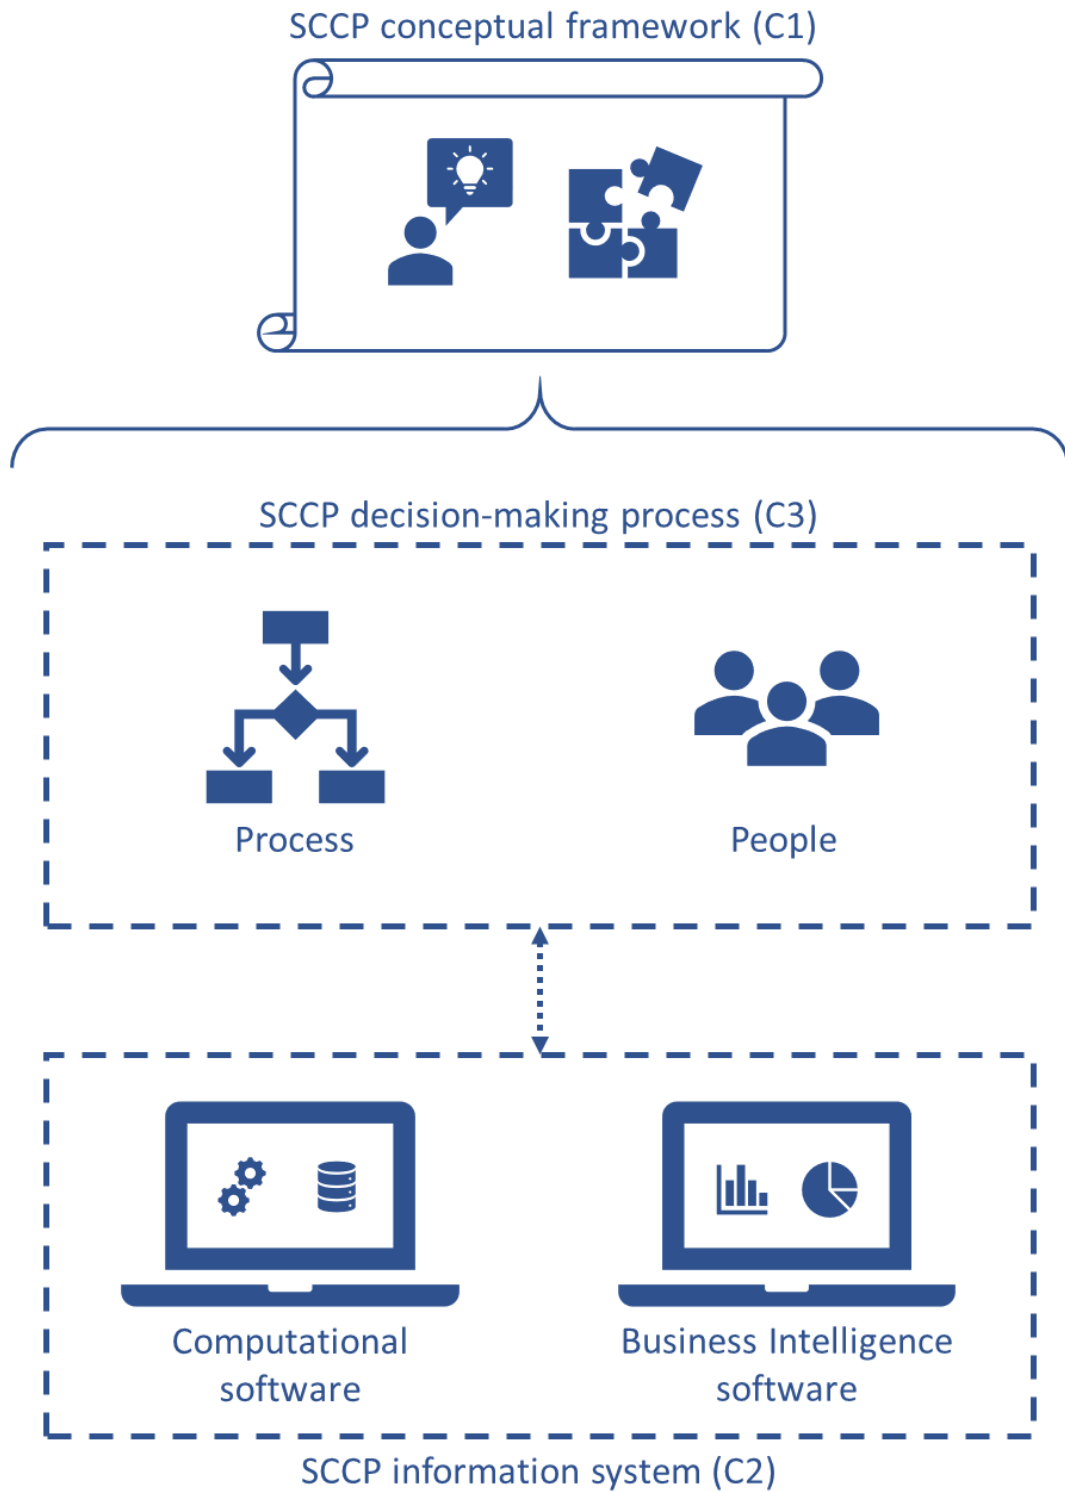 SCCP conceptual framework (C1)
SCCP decision-making process (C3)
Process
People
Computational
software
Business Intelligence
software
SCCP information system (C2)